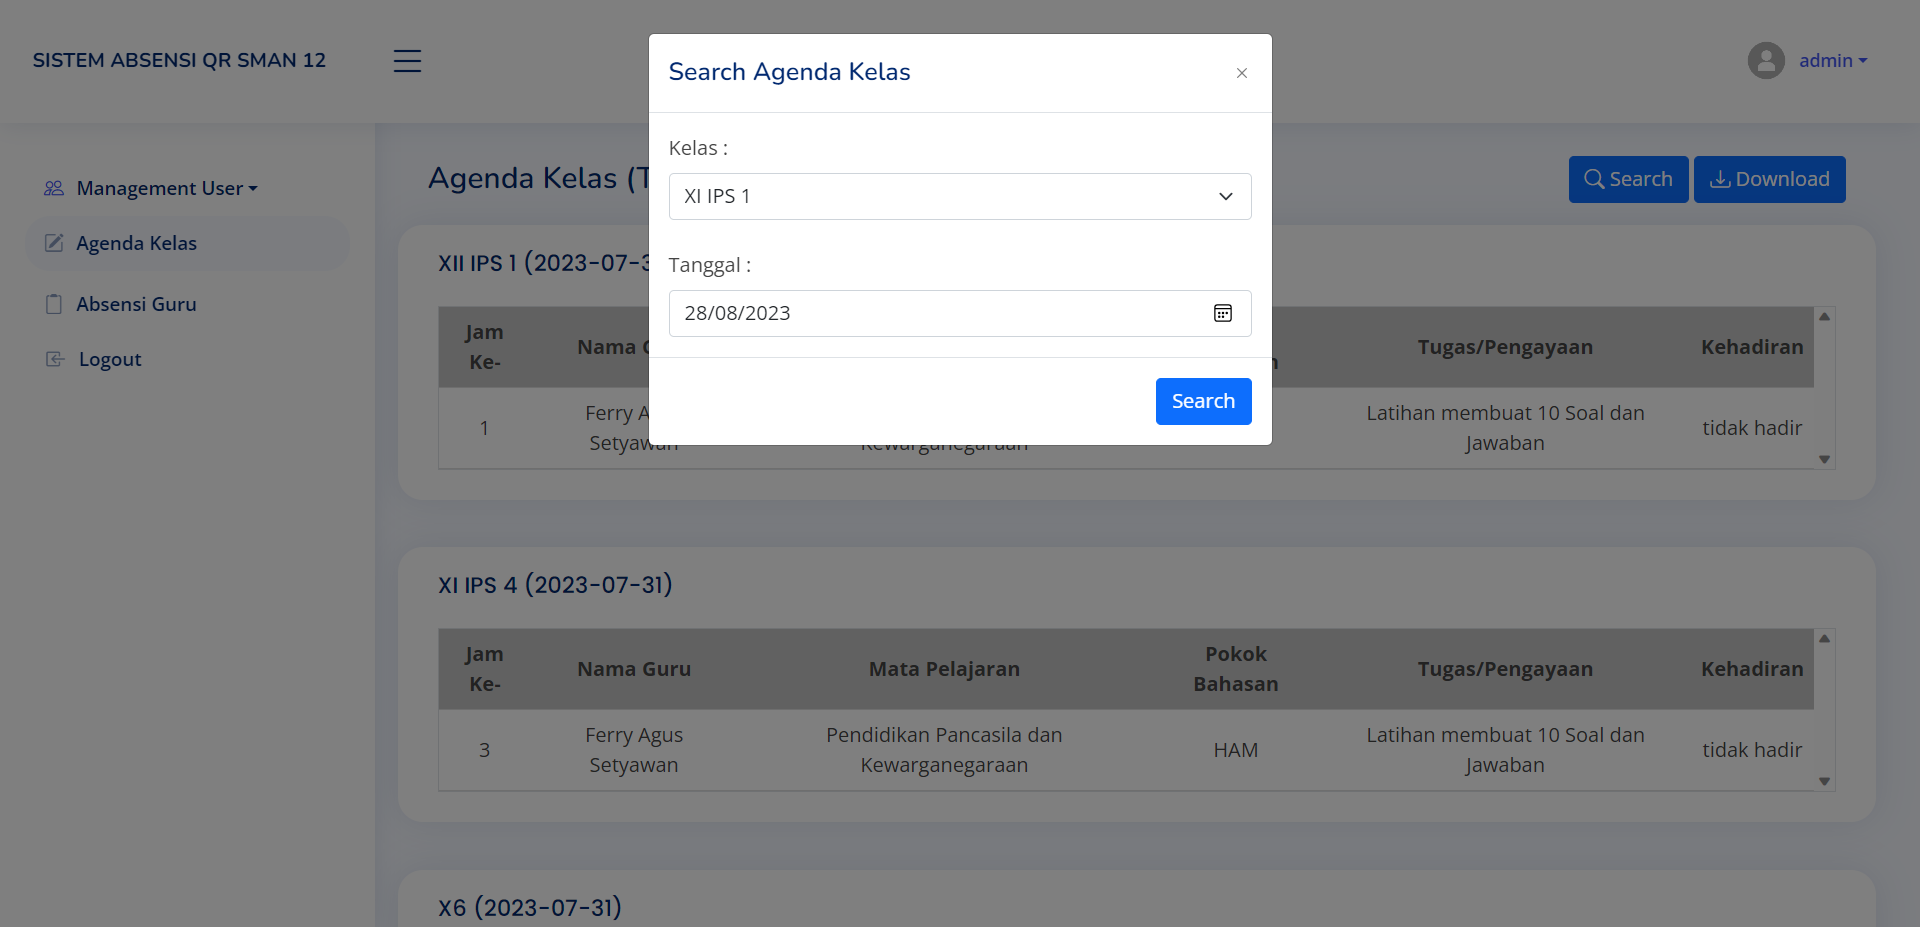 SISTEM ABSENSI QR SMAN 12
admin
Management User
Agenda Kelas
Absensi Guru
Logout
Search Agenda Kelas
×
Kelas :
XI IPS 1
Tanggal :
28/08/2023
Search
Agenda Kelas (T
Search
Download
XII IPS 1 (2023-07-3
Jam
Ke-
Nama
Tugas/Pengayaan
Kehadiran
1
Ferry A
Setyawan
Kewarganegaraan
Latihan membuat 10 Soal dan
Jawaban
tidak hadir
XI IPS 4 (2023-07-31)
Jam
Ke-
Nama Guru
Mata Pelajaran
Pokok
Bahasan
Tugas/Pengayaan
Kehadiran
3
Ferry Agus
Setyawan
Pendidikan Pancasila dan
Kewarganegaraan
HAM
Latihan membuat 10 Soal dan
Jawaban
tidak hadir
X6 (2023-07-31)